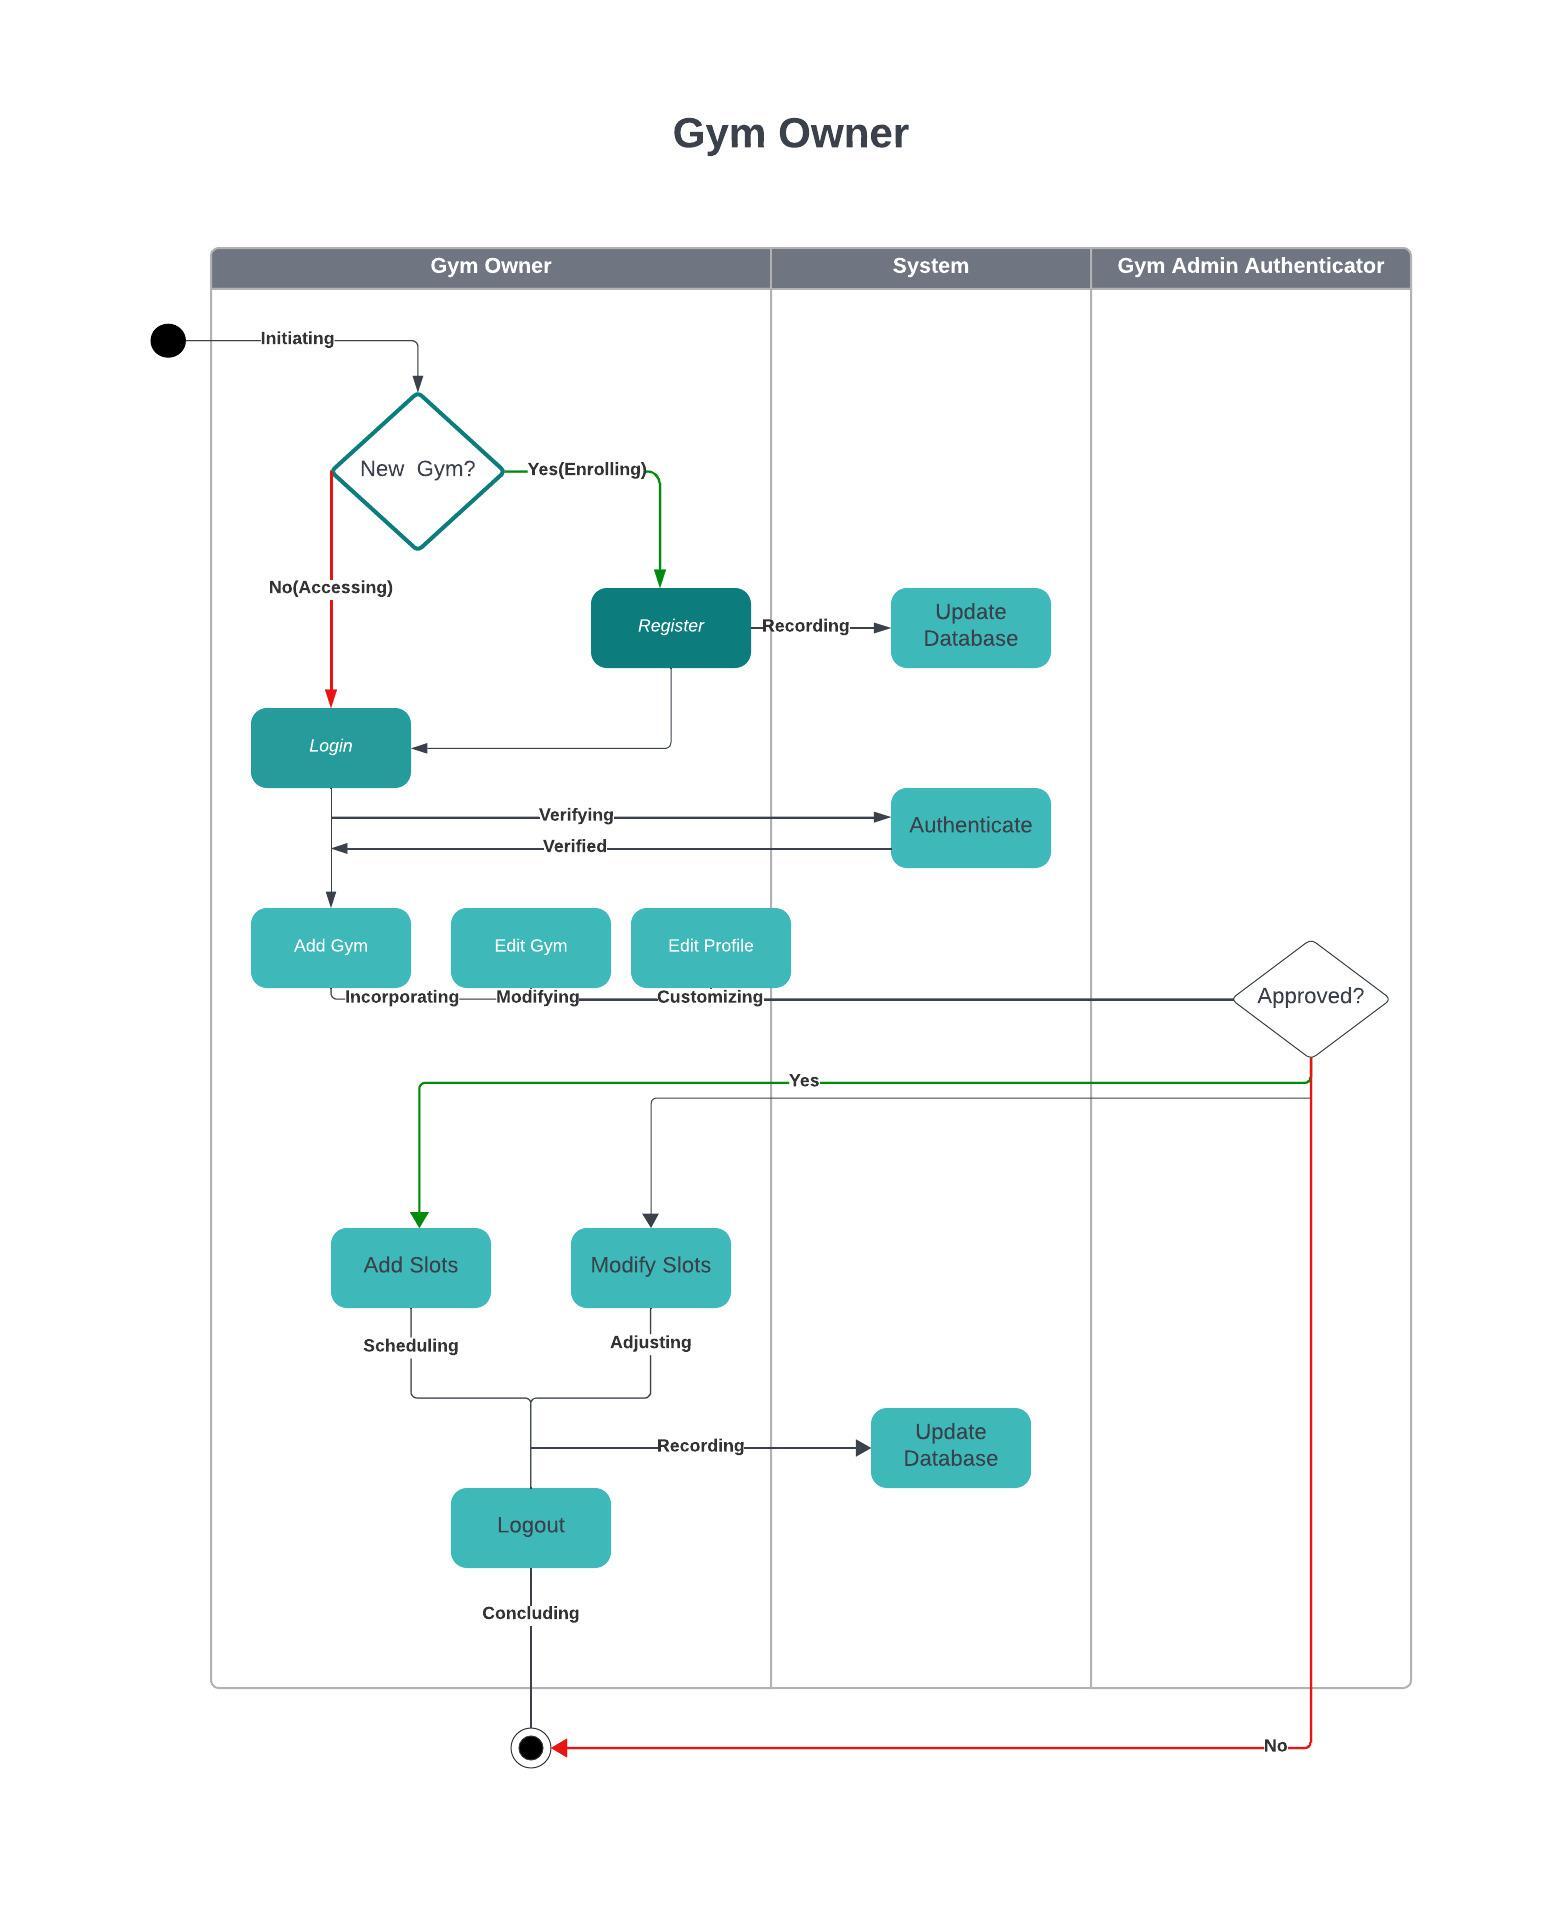 Gym Owner
Gym Owner
System
Gym Admin Authenticator
Initiating
New  Gym?
Yes(Enrolling)
No(Accessing)
Register
Recording
Update
Database
Login
Verifying
Authenticate
Verified
Add Gym
Edit Gym
Edit Profile
Incorporating
Modifying
Customizing
Approved?
Yes
Add Slots
Modify Slots
Scheduling
Adjusting
Recording
Update
Database
Logout
Concluding
No